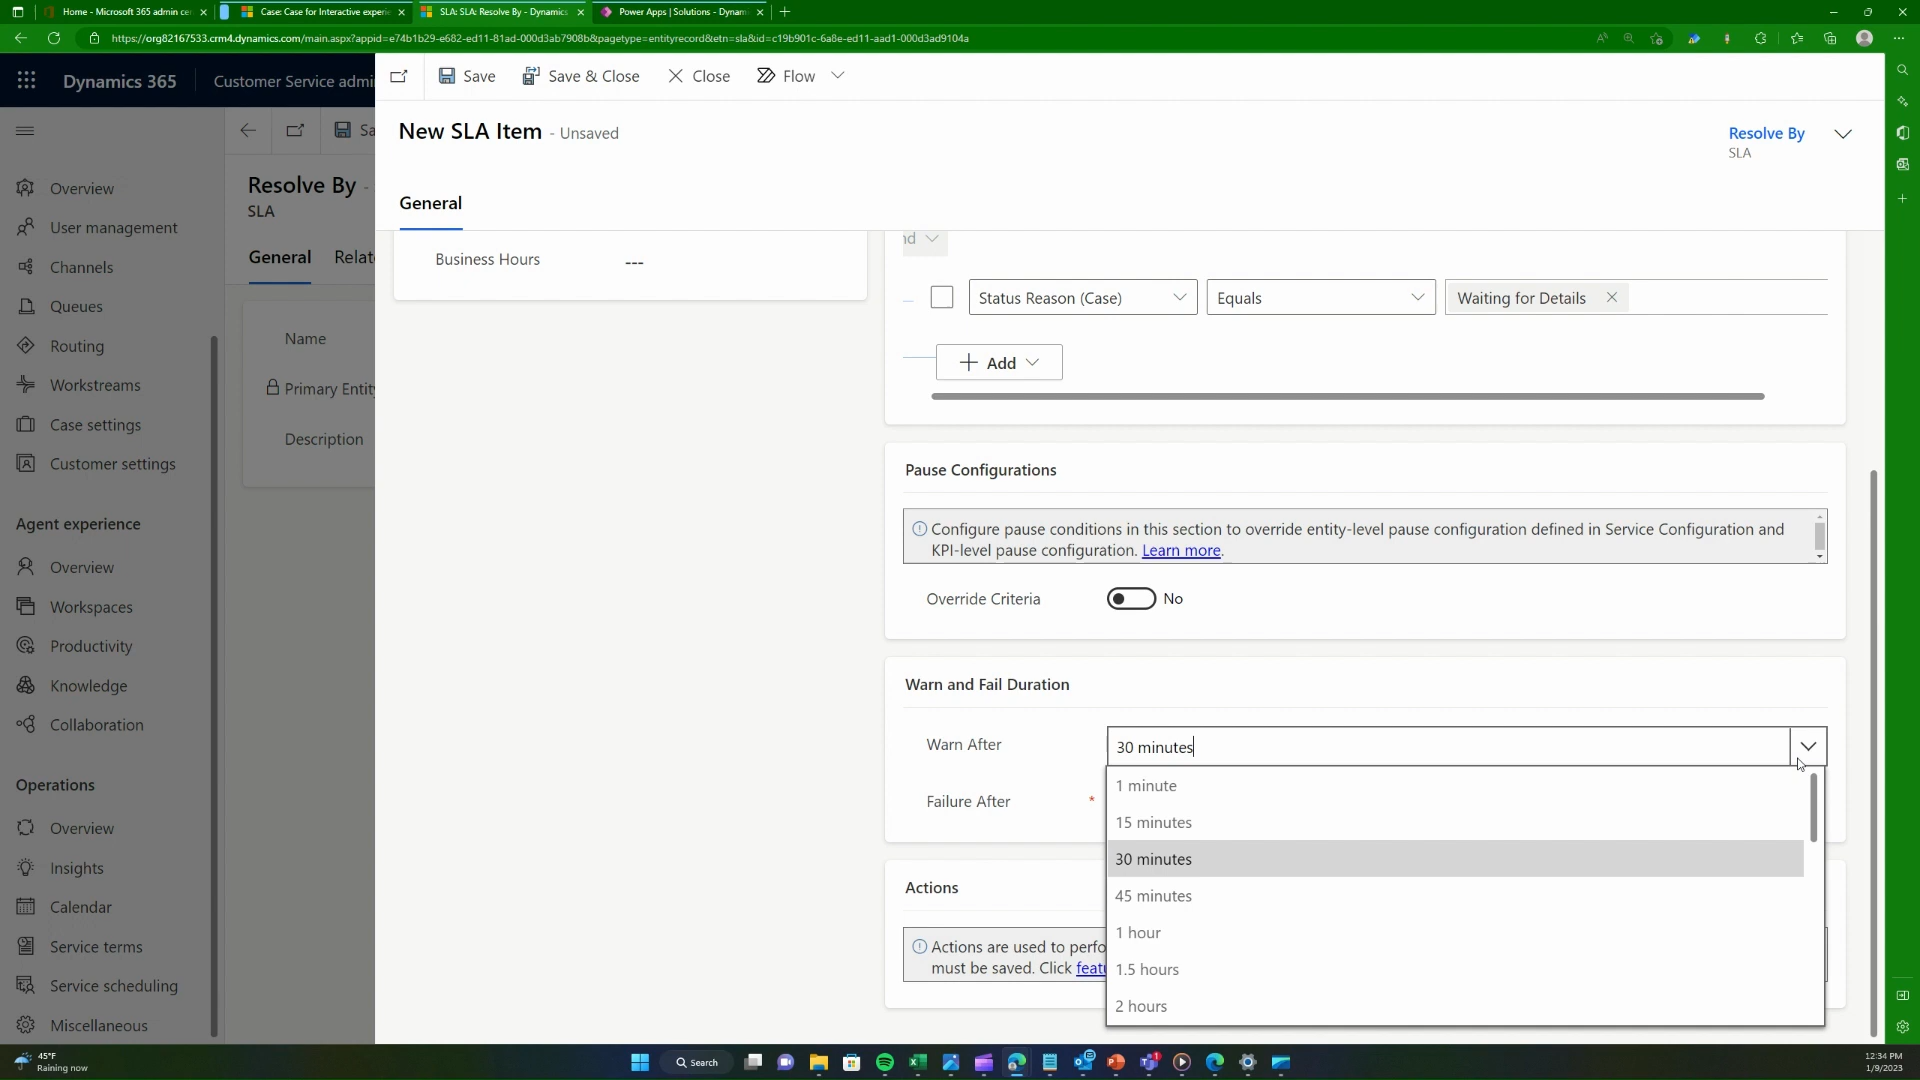 Home - Microsoft 365 admin ce
Case: Case for Interactive experie
SLA: SLA: Resolve By - Dynamics
Power Apps | Solutions - Dynam
https://org82167533.crm4.dynamics.com/main.aspx?appid=e74b1b29-e682-ed11-81ad-000d3ab7908b&pagetype=entityrecord&etn=sla&id=c19b901c-6a8e-ed11-aad1-000d3ad9104a
Dynamics 365
Customer Service admi
Save
Save & Close
Close
Flow
New SLA Item - Unsaved
Resolve By
SLA
General
Sa
Resolve By -
SLA
General
Relat
Name
Primary Entity
Description
Overview
User management
Channels
Queues
Routing
Workstreams
Case settings
Customer settings
Agent experience
Overview
Workspaces
Productivity
Knowledge
Collaboration
Operations
Overview
Insights
Calendar
Service terms
Service scheduling
Miscellaneous
Business Hours
---
nd
Status Reason (Case)
Equals
Waiting for Details
Add
Pause Configurations
Configure pause conditions in this section to override entity-level pause configuration defined in Service Configuration and
KPI-level pause configuration. Learn more.
Override Criteria
No
Warn and Fail Duration
Warn After
30 minutes
Failure After
*
1 minute
15 minutes
30 minutes
45 minutes
1 hour
1.5 hours
2 hours
Actions
Actions are used to perfo
must be saved. Click featu
45°F
Raining now
Search
12:34 PM
1/9/2023